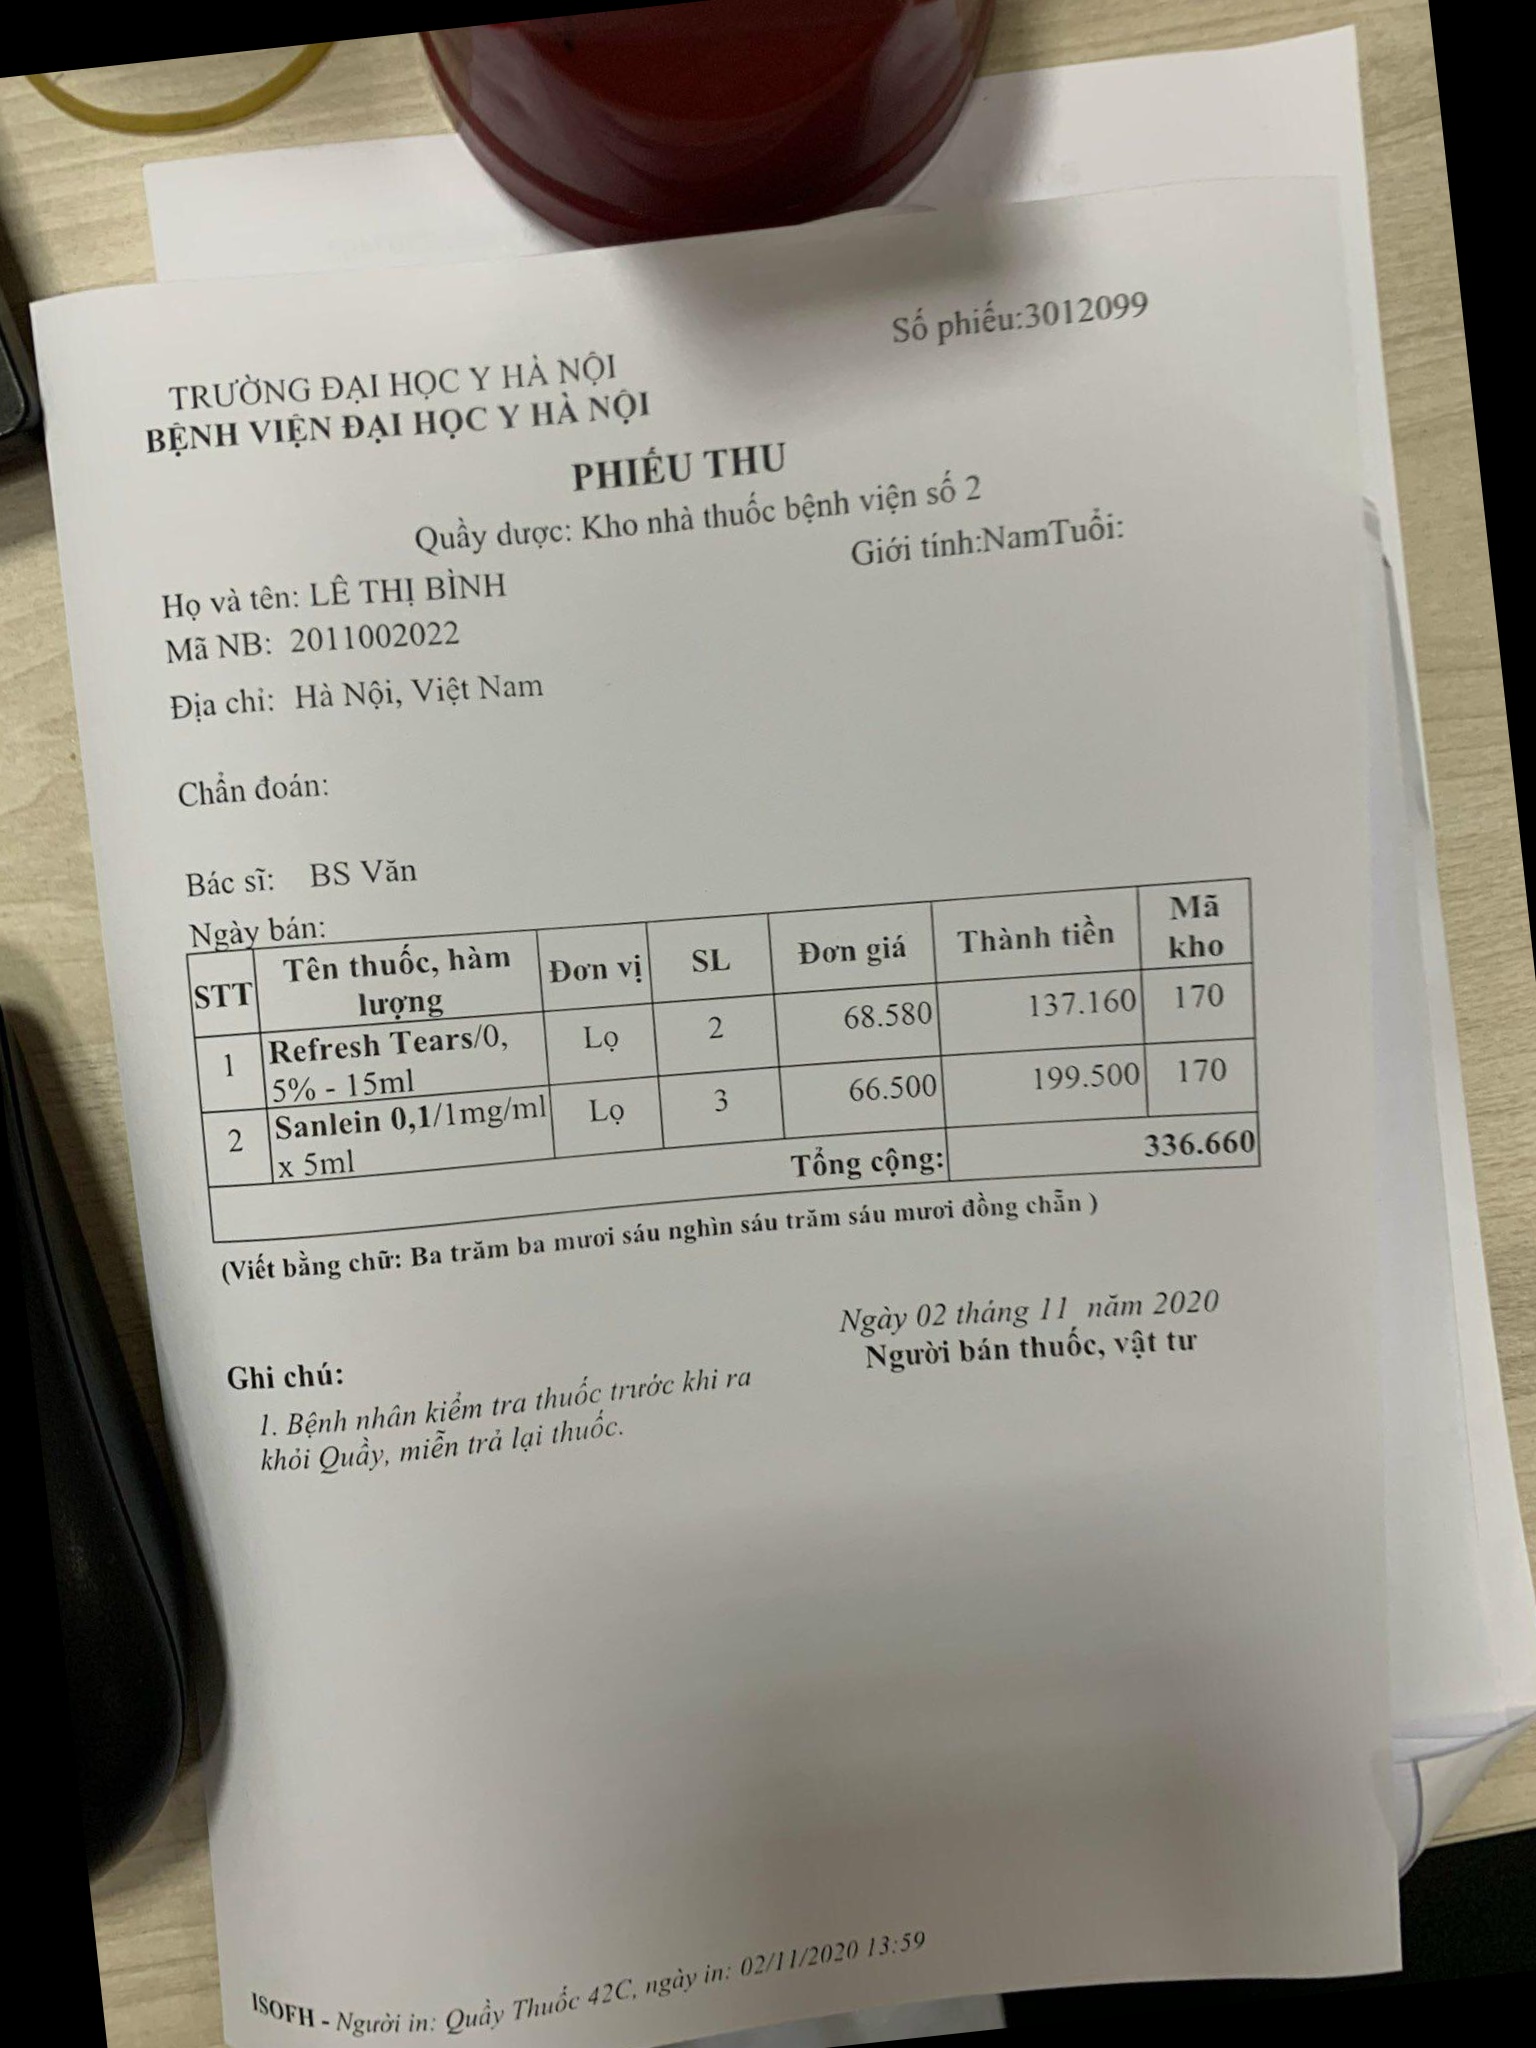 Số phiếu:3012099
TRƯỜNG ĐẠI HỌC Y HÀ NỘI
BỆNH VIỆN ĐẠI HỌC Y HÀ NỘI
PHIẾU THU
Quầy dược: Kho nhà thuốc bệnh viện số 2
Họ và tên: LÊ THỊ BÌNH Giới tính:NamTuổi:
Mã NB: 2011002022
Địa chỉ: Hà Nội, Việt Nam
Chẩn đoán:
Bác sĩ: BS Văn
Ngày bán:
STT Tên thuốc, hàm lượng Đơn vị SL Đơn giá Thành tiền Mã kho
1 Refresh Tears/0, Lọ 2 68.580 137.160 170
5% - 15ml
2 Sanlein 0,1/1mg/ml Lọ 3 66.500 199.500 170
x 5ml
Tổng cộng: 336.660
(Viết bằng chữ: Ba trăm ba mươi sáu nghìn sáu trăm sáu mươi đồng chẵn )
Ngày 02 tháng 11 năm 2020
Người bán thuốc, vật tư
Ghi chú:
1. Bệnh nhân kiểm tra thuốc trước khi ra
khỏi Quầy, miễn trả lại thuốc.
ISOFH - Người in: Quầy Thuốc 42C, ngày in: 02/11/2020 13:59